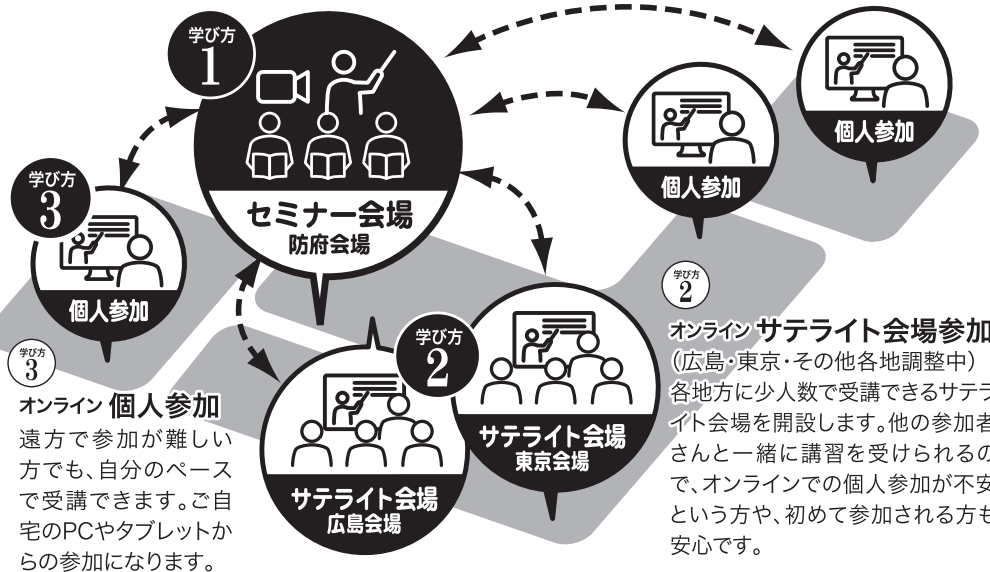 学び方
1
セミナー会場
防府会場
学び方
3
個人参加
個人参加
個人参加
学び方
2
サテライト会場
東京会場
サテライト会場
広島会場
学び方
3
オンライン 個人参加
遠方で参加が難しい
方でも、自分のペース
で受講できます。ご自
宅のPCやタブレットか
らの参加になります。
学び方
2
オンライン サテライト会場参加
（広島・東京・その他各地調整中）
各地方に少人数で受講できるサテラ
イト会場を開設します。他の参加者
さんと一緒に講習を受けられるの
で、オンラインでの個人参加が不安
という方や、初めて参加される方も
安心です。